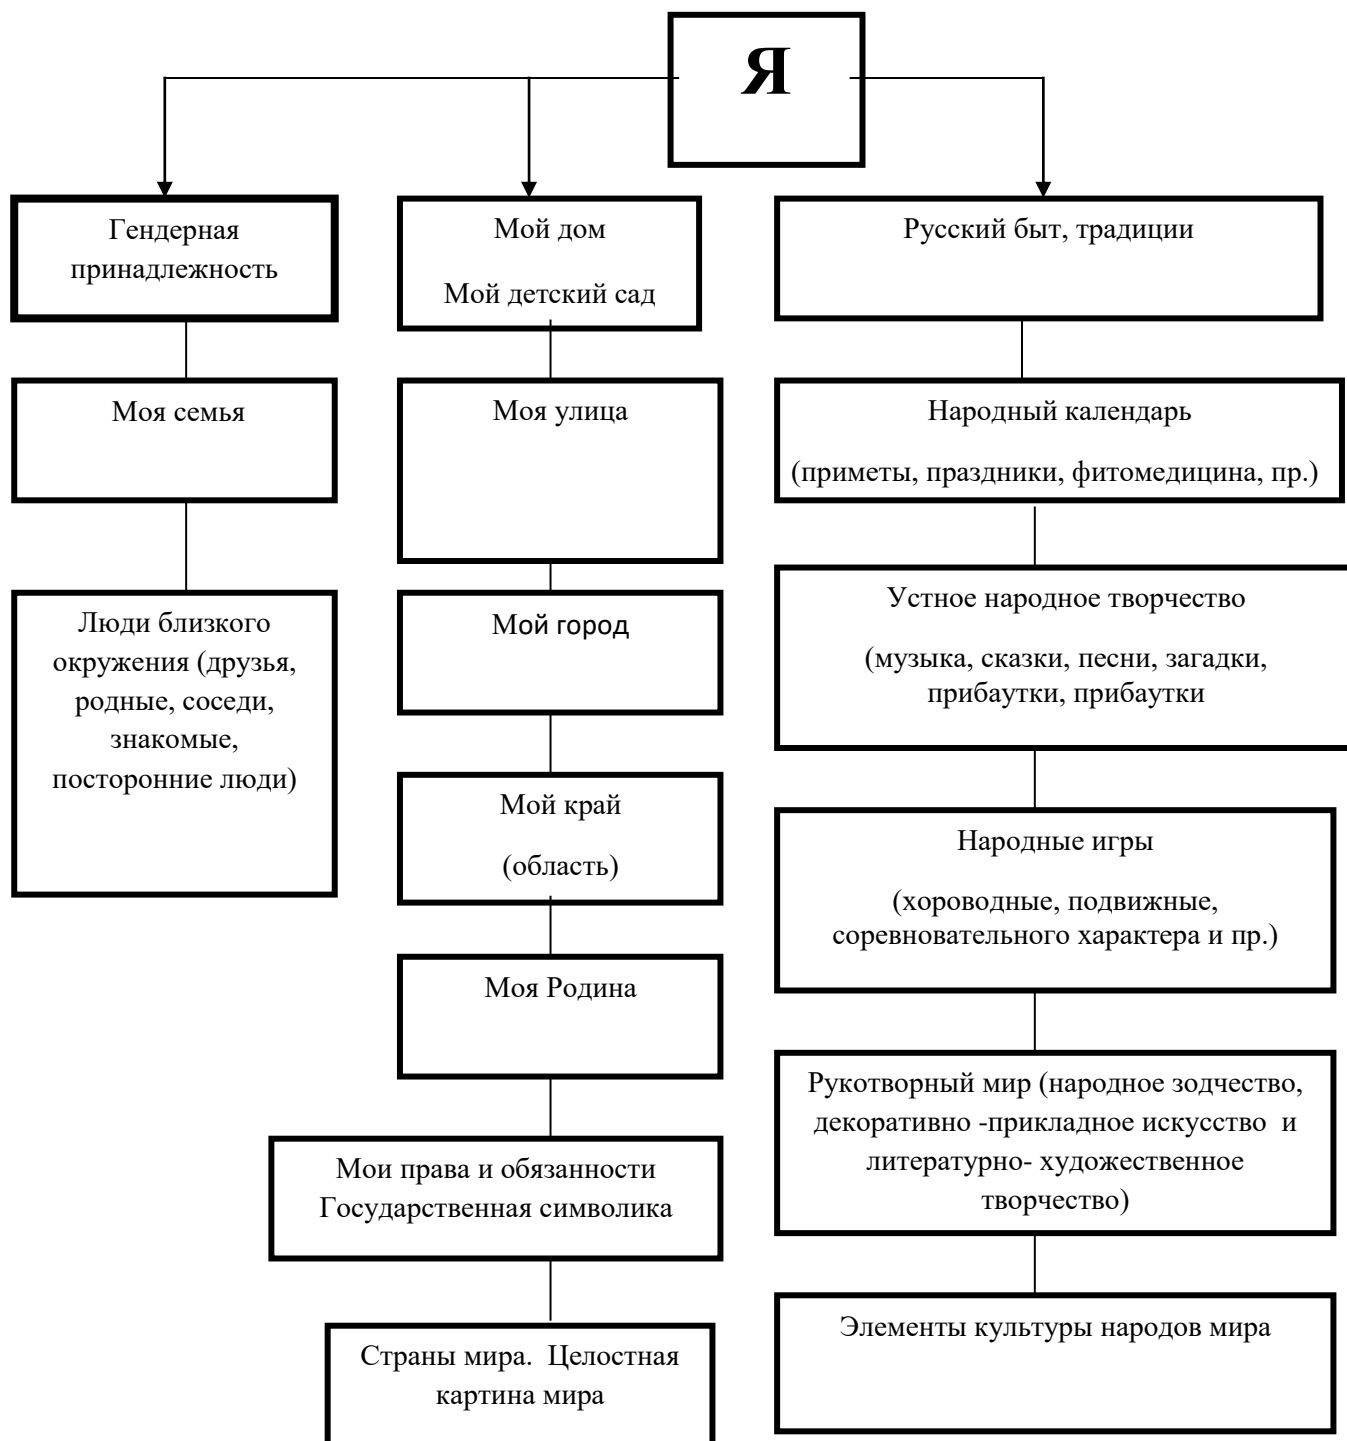 Я
Гендерная
принадлежность
Моя семья
Люди близкого
окружения (друзья,
родные, соседи,
знакомые,
посторонние люди)
Мой дом
Мой детский сад
Моя улица
Мой город
Мой край
(область)
Моя Родина
Мои права и обязанности
Государственная символика
Страны мира.  Целостная
картина мира
Русский быт, традиции
Народный календарь
(приметы, праздники, фитомедицина, пр.)
Устное народное творчество
(музыка, сказки, песни, загадки,
прибаутки, прибаутки
Народные игры
(хороводные, подвижные,
соревновательного характера и пр.)
Рукотворный мир (народное зодчество,
декоративно -прикладное искусство  и
литературно- художественное
творчество)
Элементы культуры народов мира